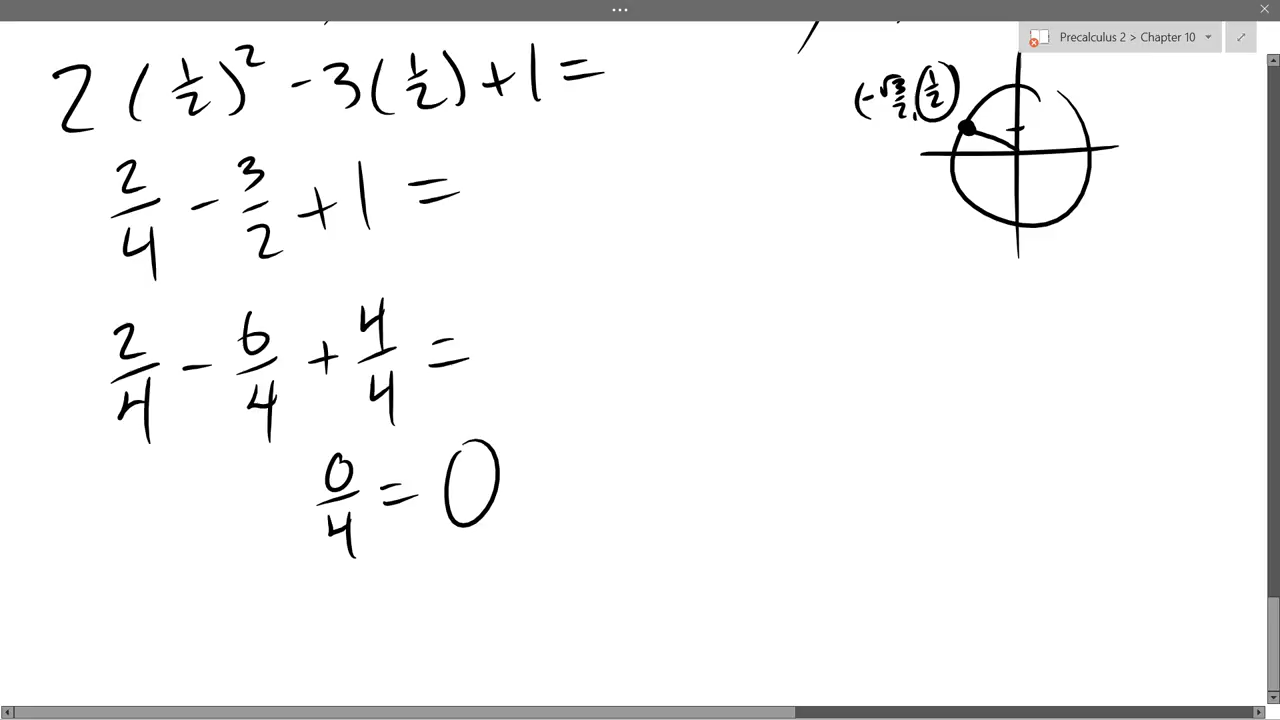 Precalculus 2 > Chapter 10
2 (1/2)² - 3 (1/2) + 1 =
(-√3/2, 1/2)
2/4 - 3/2 + 1 =
2/4 - 6/4 + 4/4 =
0/4 = 0